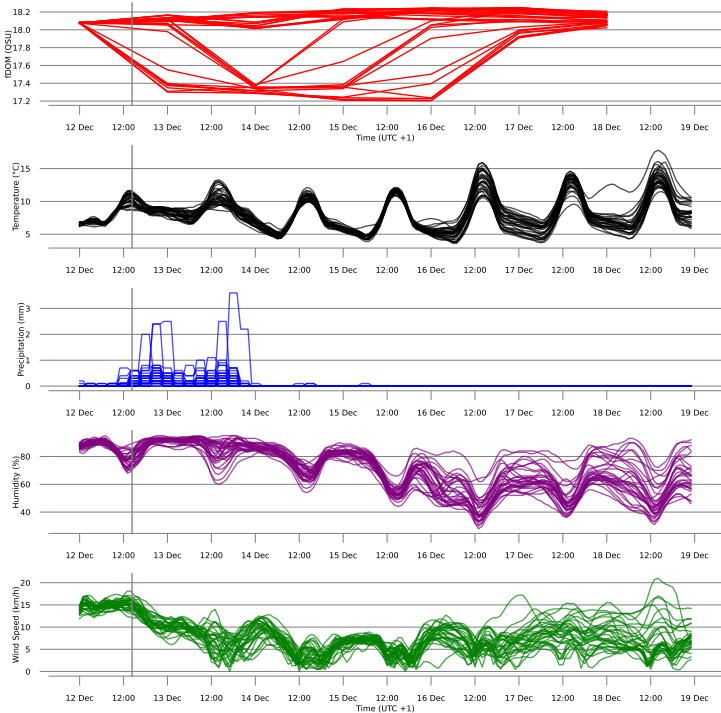 fDOM (QSU)
18.2
18.0
17.8
17.6
17.4
17.2
12 Dec 12:00 13 Dec 12:00 14 Dec 12:00 15 Dec 12:00 16 Dec 12:00 17 Dec 12:00 18 Dec 12:00 19 Dec
Time (UTC +1)
Temperature (°C)
15
10
5
12 Dec 12:00 13 Dec 12:00 14 Dec 12:00 15 Dec 12:00 16 Dec 12:00 17 Dec 12:00 18 Dec 12:00 19 Dec
Precipitation (mm)
3
2
1
0
12 Dec 12:00 13 Dec 12:00 14 Dec 12:00 15 Dec 12:00 16 Dec 12:00 17 Dec 12:00 18 Dec 12:00 19 Dec
Humidity (%)
80
60
40
12 Dec 12:00 13 Dec 12:00 14 Dec 12:00 15 Dec 12:00 16 Dec 12:00 17 Dec 12:00 18 Dec 12:00 19 Dec
Wind Speed (km/h)
20
15
10
5
0
12 Dec 12:00 13 Dec 12:00 14 Dec 12:00 15 Dec 12:00 16 Dec 12:00 17 Dec 12:00 18 Dec 12:00 19 Dec
Time (UTC +1)